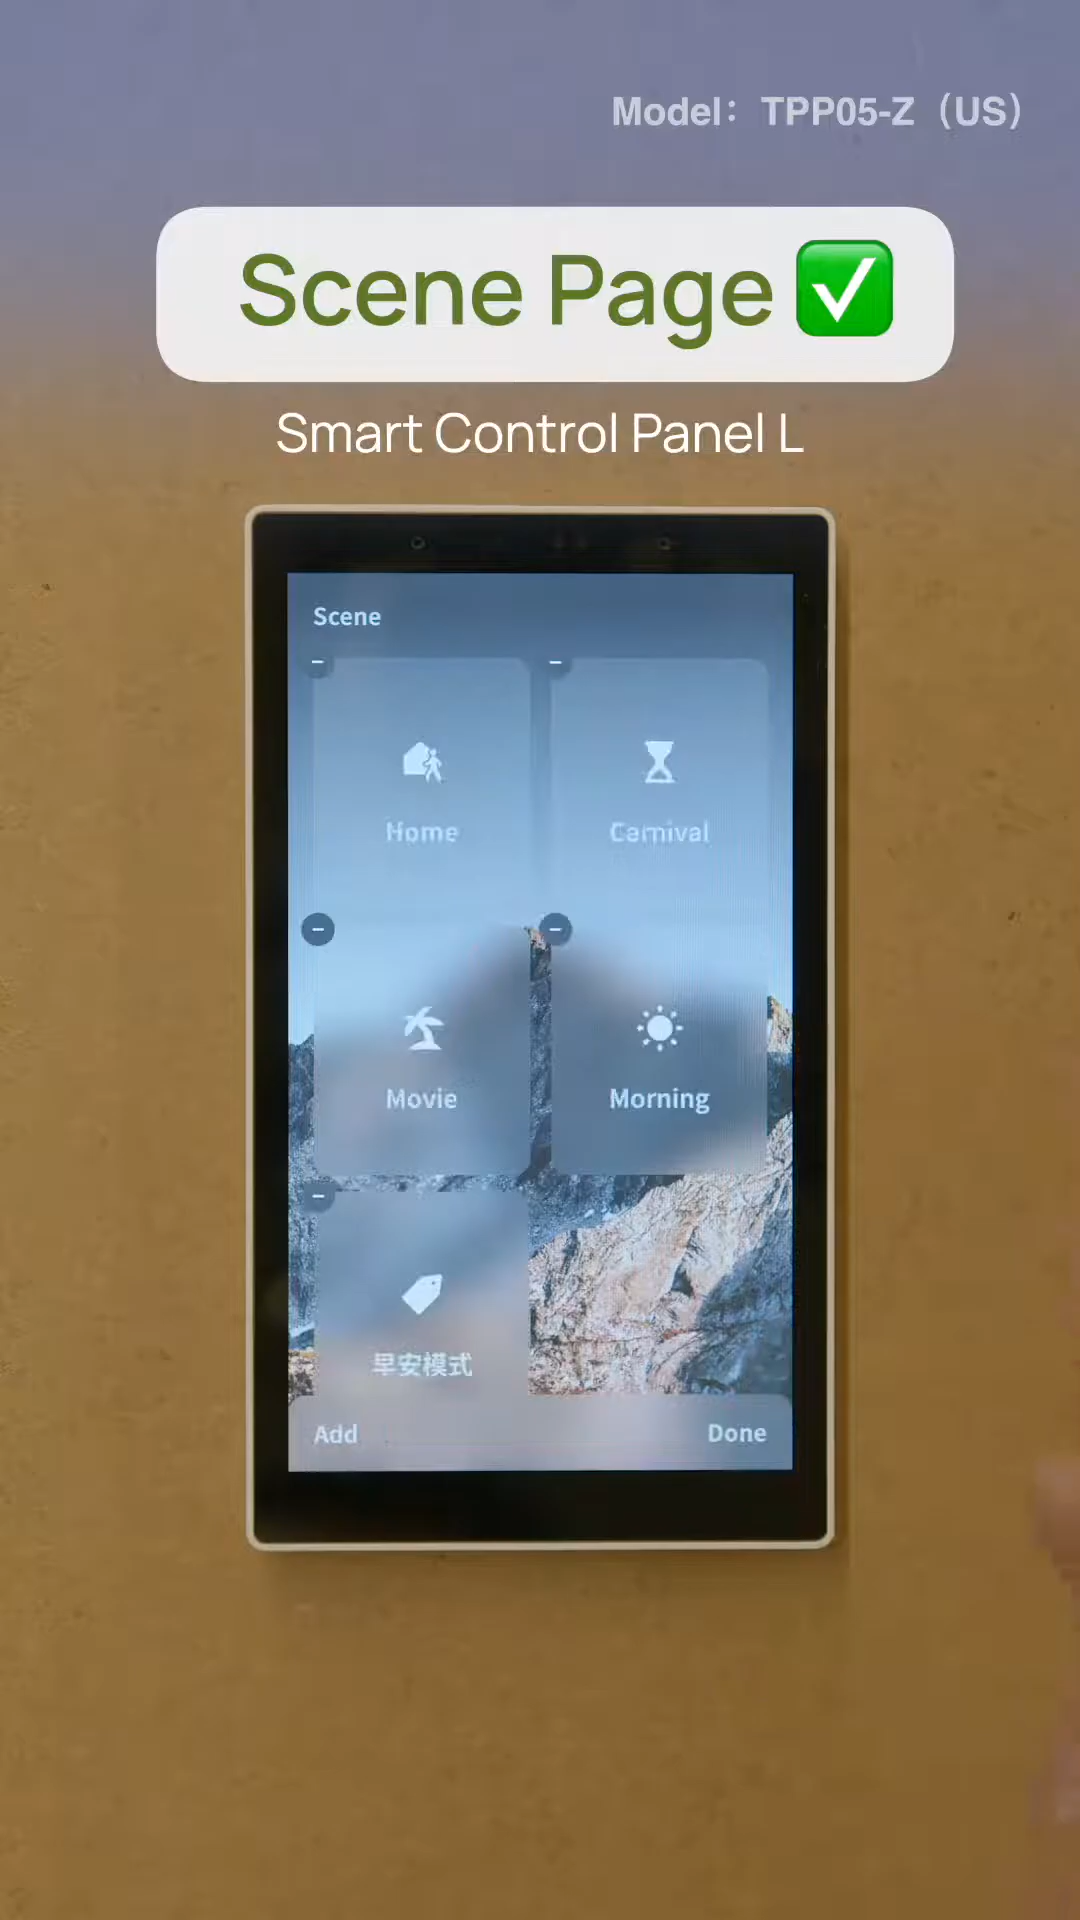 Model：TPP05-Z（US）
Scene Page ✅
Smart Control Panel L
Scene
Home
Carnival
Movie
Morning
早安模式
Add
Done